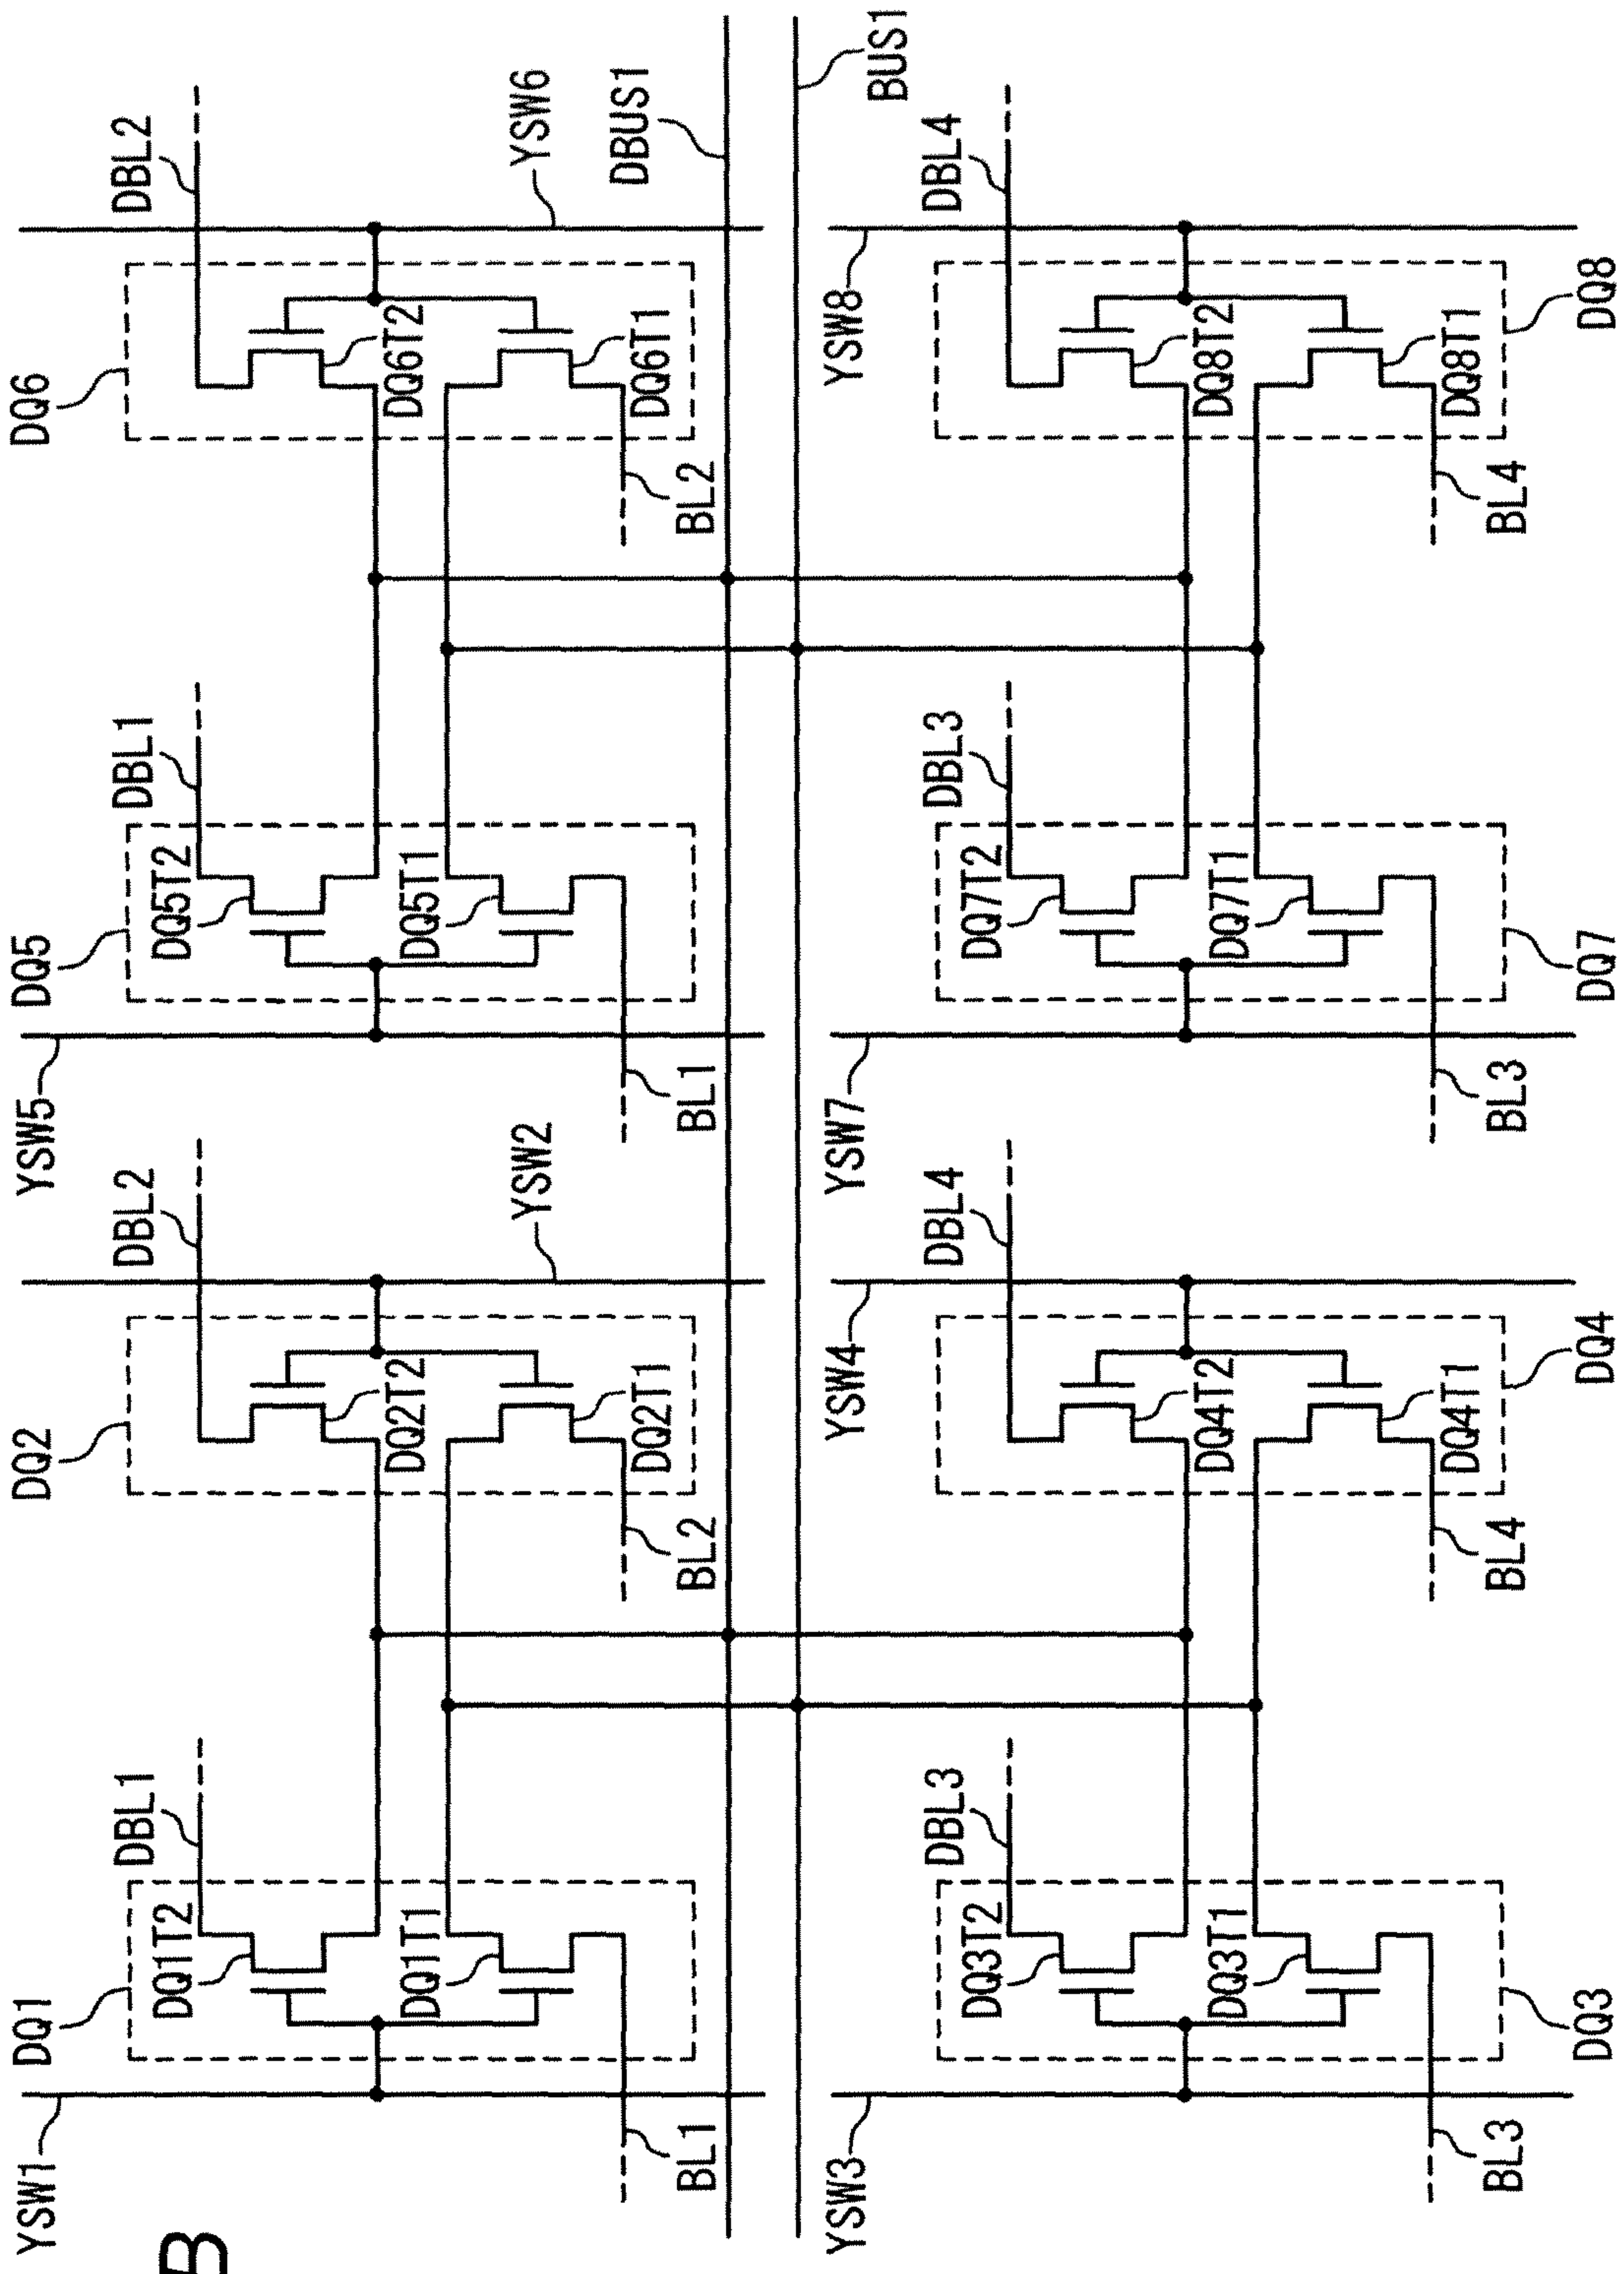 YSW1
DQ1
DQ2
YSW5
DQ5
DQ6
DBL1
DBL2
DBL1
DBL2
B
DQ1T2
DQ5T2
DQ1T1
DQ2T2
DQ5T1
DQ6T2
YSW2
YSW6
DQ2T1
DQ6T1
DBUS1
BL1
BL2
BL1
BL2
YSW3
YSW4
YSW7
YSW8
BUS1
DBL3
DBL4
DBL3
DBL4
DQ3T2
DQ7T2
DQ3T1
DQ4T2
DQ7T1
DQ8T2
DQ4T1
DQ8T1
BL3
BL4
BL3
BL4
DQ3
DQ4
DQ7
DQ8